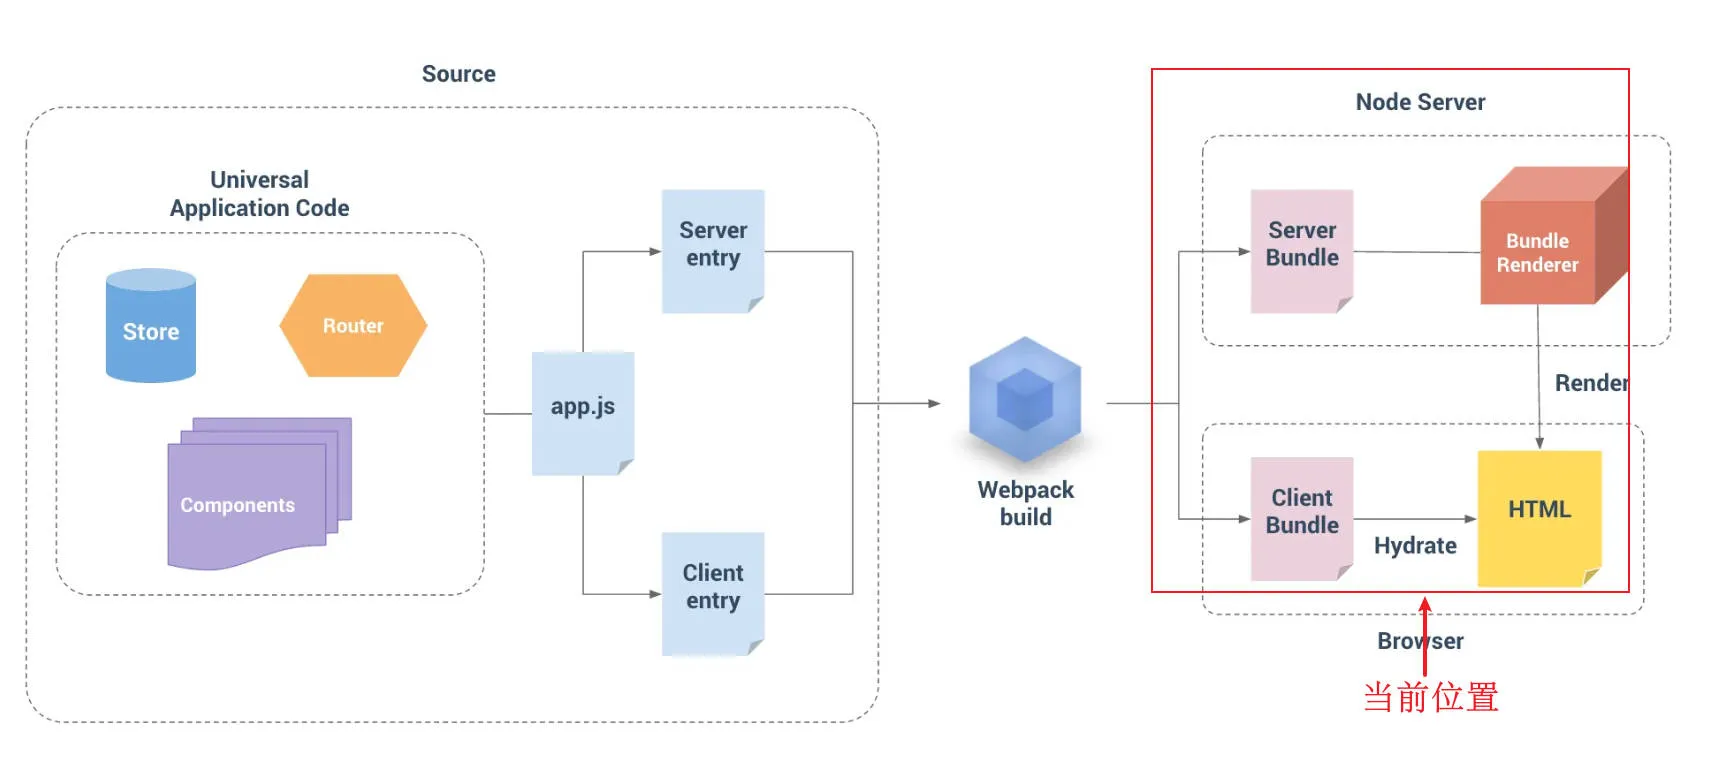 Source
Universal
Application Code
Store
Router
Components
app.js
Server
entry
Client
entry
Webpack
build
Node Server
Server
Bundle
Bundle
Renderer
Render
Client
Bundle
Hydrate
HTML
Browser
当前位置